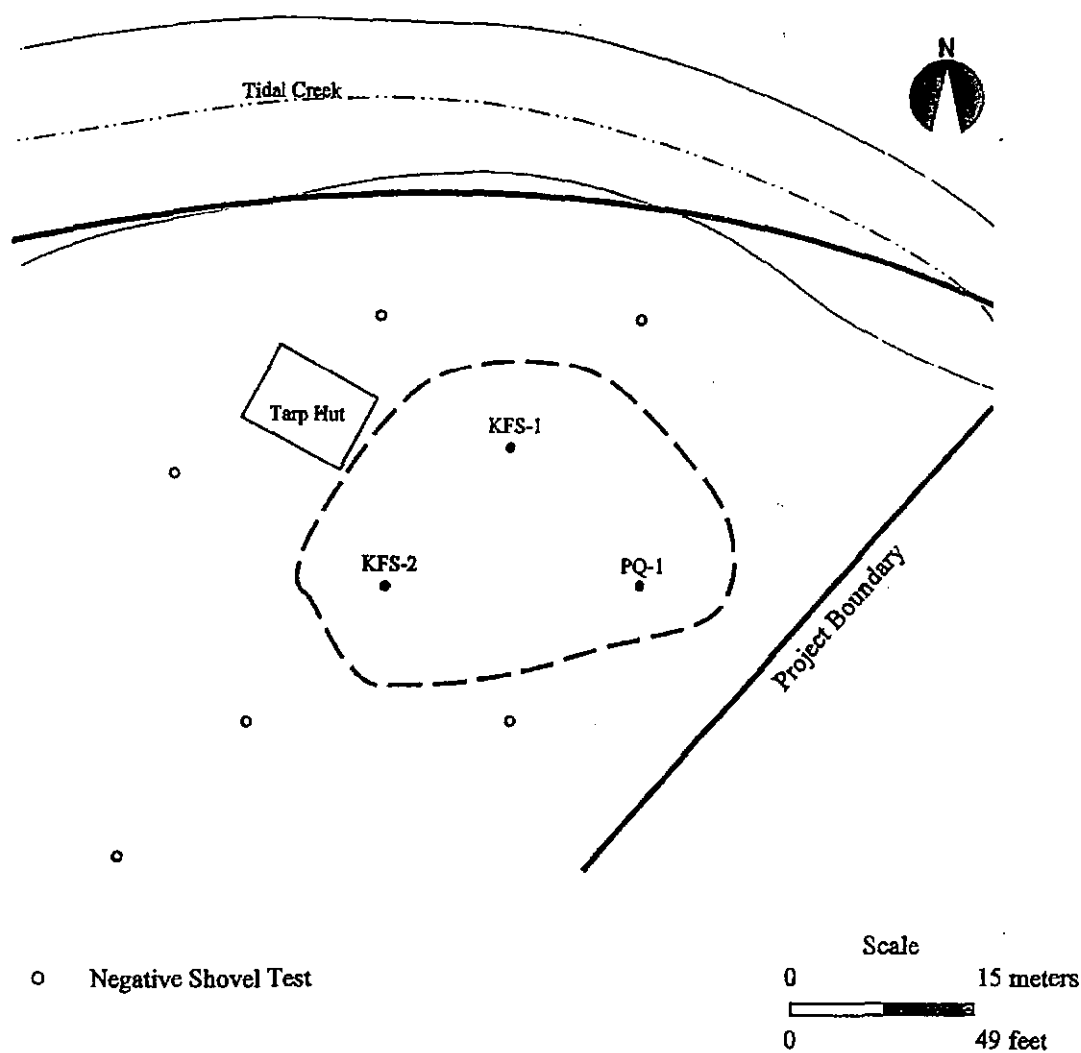 N
Tidal Creek
Tarp Hut
KFS-1
KFS-2
PQ-1
Project Boundary
Negative Shovel Test
Scale
0 15 meters
0 49 feet